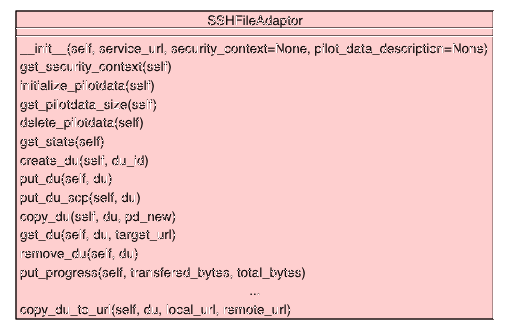 SSHFileAdaptor
__init__(self, service_url, security_context=None, pilot_data_description=None)
get_security_context(self)
initialize_pilotdata(self)
get_pilotdata_size(self)
delete_pilotdata(self)
get_state(self)
create_du(self, du_id)
put_du(self, du)
put_du_scp(self, du)
copy_du(self, du, pd_new)
get_du(self, du, target_url)
remove_du(self, du)
put_progress(self, transfered_bytes, total_bytes)
...
copy_du_to_url(self, du, local_url, remote_url)